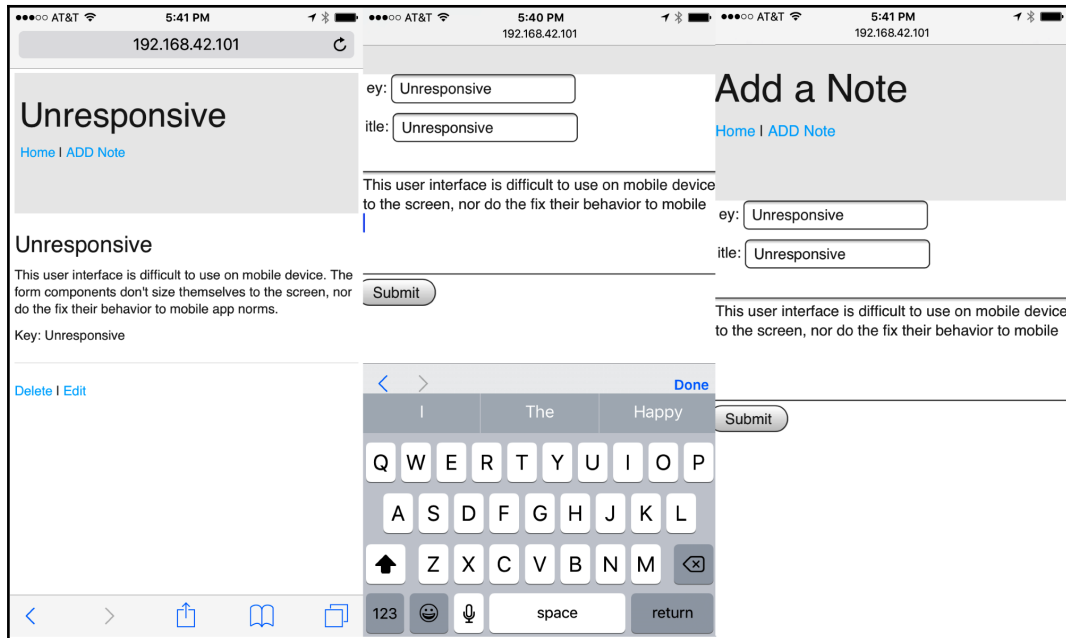 AT&T 5:41 PM
192.168.42.101
Unresponsive
Home | ADD Note
Unresponsive
This user interface is difficult to use on mobile device. The
form components don't size themselves to the screen, nor
do the fix their behavior to mobile app norms.
Key: Unresponsive
Delete | Edit
AT&T 5:40 PM
192.168.42.101
ey: Unresponsive
itle: Unresponsive
This user interface is difficult to use on mobile device
to the screen, nor do the fix their behavior to mobile
Submit
Done
I The Happy
Q W E R T Y U I O P
A S D F G H J K L
Z X C V B N M
123 space return
AT&T 5:41 PM
192.168.42.101
Add a Note
Home | ADD Note
ey: Unresponsive
itle: Unresponsive
This user interface is difficult to use on mobile device
to the screen, nor do the fix their behavior to mobile
Submit